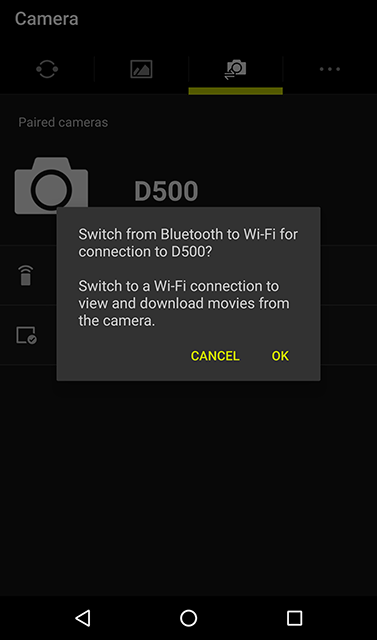 Camera
Paired cameras
D500
Switch from Bluetooth to Wi-Fi for
connection to D500?
Switch to a Wi-Fi connection to
view and download movies from
the camera.
CANCEL OK